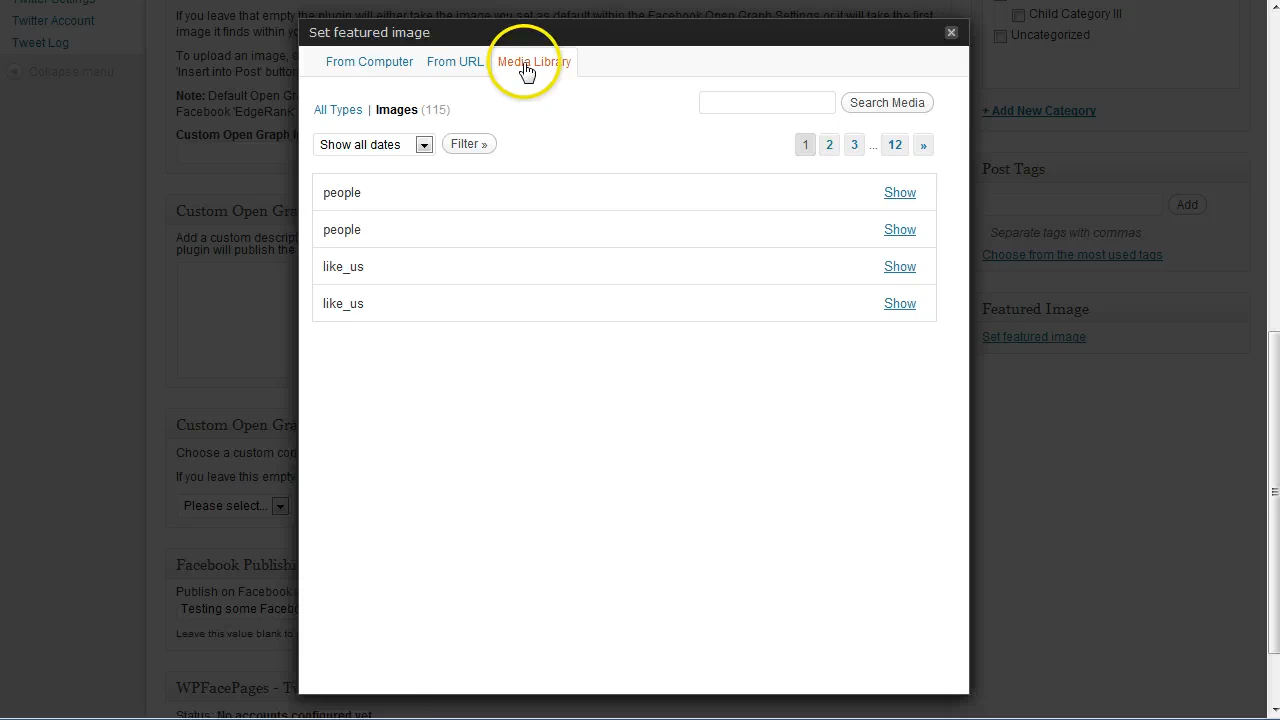 Twitter Settings
Twitter Account
Tweet Log
Collapse menu
If you leave that empty the plugin will either take the image you set as default within the Facebook Open Graph Settings or it will take the first
image it finds within yo
To upload an image, e
'Insert into Post' button
Note: Default Open Gr
Facebook 'EdgeRank'
Custom Open Graph I
Custom Open Gra
Add a custom descrip
plugin will publish the
Custom Open Gra
Choose a custom con
If you leave this empty
Please select...
Facebook Publishi
Publish on Facebook
Testing some Facebo
Leave this value blank to
WPFacePages - T
Status: No accounts configured yet
Set featured image
From Computer
From URL
Media Library
All Types | Images (115)
Search Media
Show all dates
Filter »
1 2 3 ... 12 »
people Show
people Show
like_us Show
like_us Show
Child Category III
Uncategorized
+ Add New Category
Post Tags
Add
Separate tags with commas
Choose from the most used tags
Featured Image
Set featured image